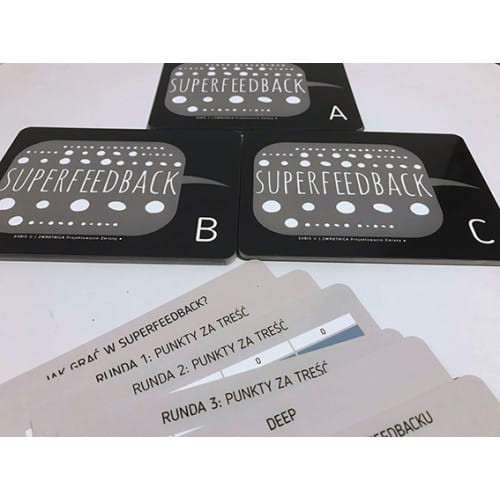 SUPERFEEDBACK
A
SUPERFEEDBACK
B
SUPERFEEDBACK
C
JAK GRAĆ W SUPERFEEDBACK?
RUNDA 1: PUNKTY ZA TREŚĆ
0
RUNDA 2: PUNKTY ZA TREŚĆ
0
RUNDA 3: PUNKTY ZA TREŚĆ
DEEP